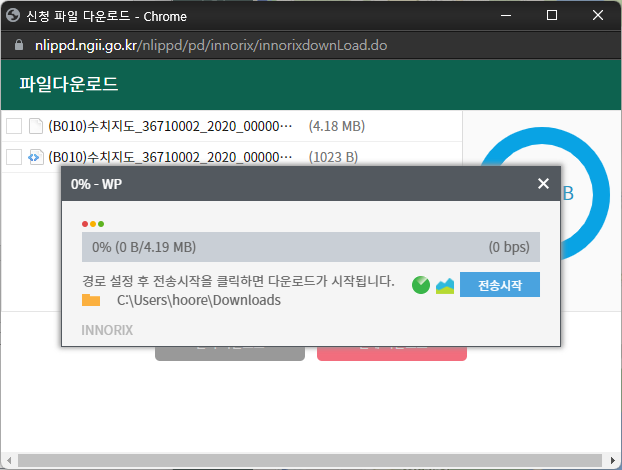 신청 파일 다운로드 - Chrome
nlippd.ngii.go.kr/nlippd/pd/innorix/innorixdownLoad.do
파일다운로드
(B010)수치지도_36710002_2020_00000··· (4.18 MB)
(B010)수치지도_36710002_2020_00000··· (1023 B)
B
0% - WP
0% (0 B/4.19 MB) (0 bps)
경로 설정 후 전송시작을 클릭하면 다운로드가 시작됩니다.
전송시작
C:\Users\hoore\Downloads
INNORIX